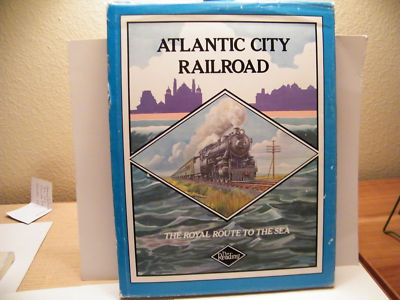 ATLANTIC CITY
RAILROAD
THE ROYAL ROUTE TO THE SEA
Reading